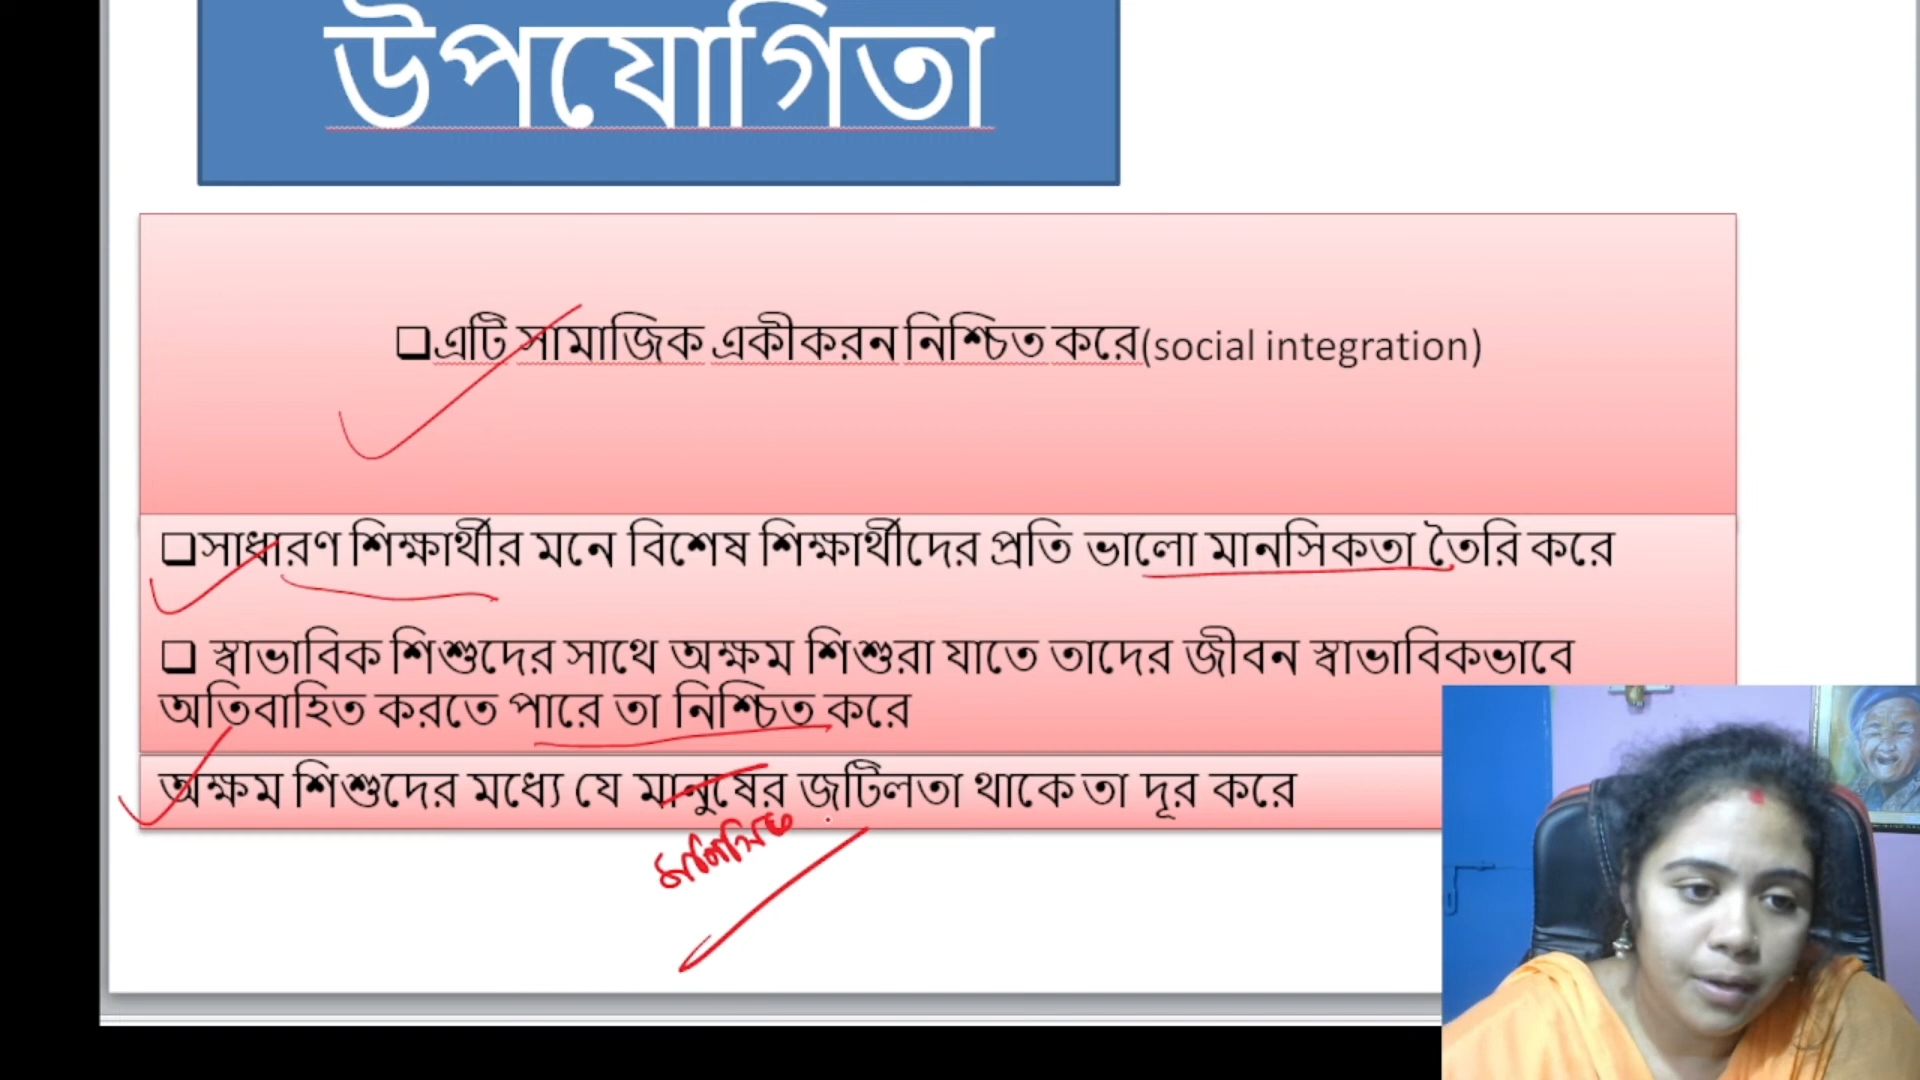 উপযোগিতা
❑এটি সামাজিক একীকরন নিশ্চিত করে(social integration)
❑সাধারণ শিক্ষার্থীর মনে বিশেষ শিক্ষার্থীদের প্রতি ভালো মানসিকতা তৈরি করে
❑ স্বাভাবিক শিশুদের সাথে অক্ষম শিশুরা যাতে তাদের জীবন স্বাভাবিকভাবে
অতিবাহিত করতে পারে তা নিশ্চিত করে
অক্ষম শিশুদের মধ্যে যে মানুষের জটিলতা থাকে তা দূর করে